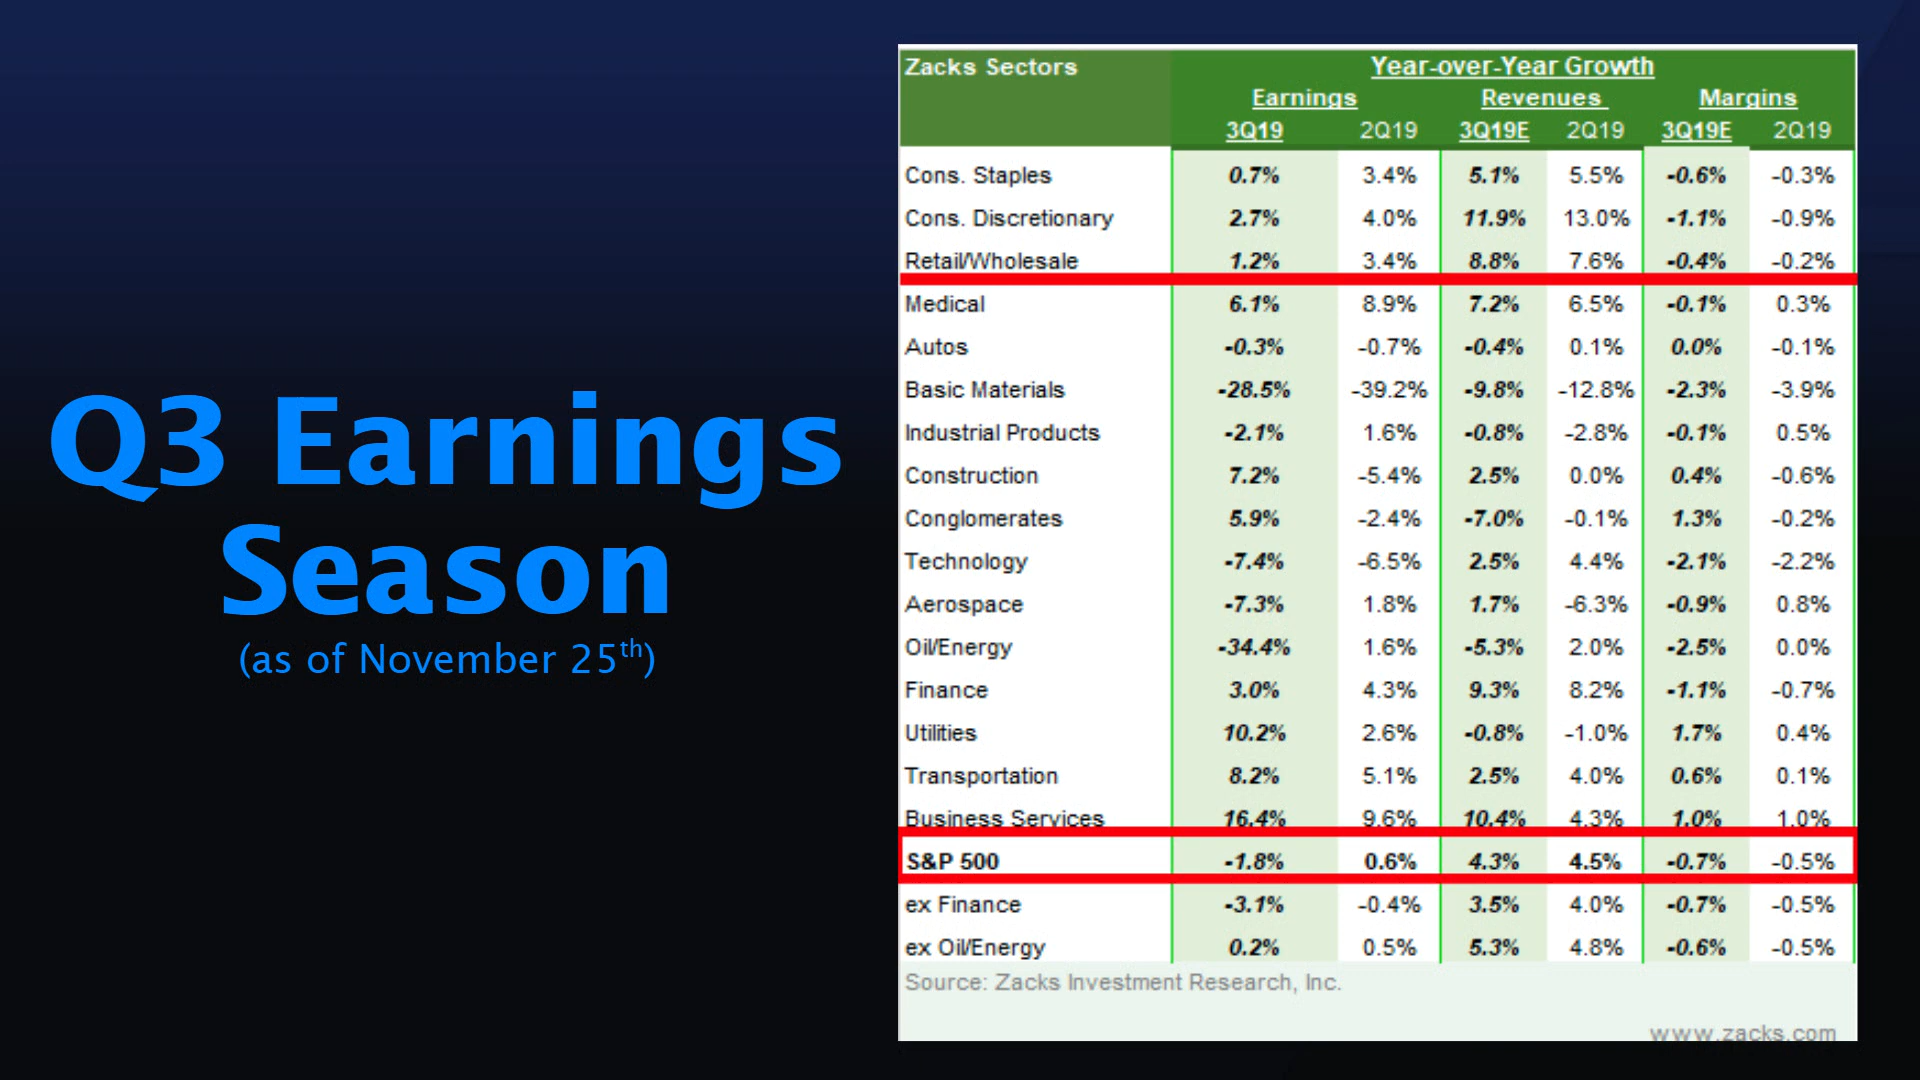 Q3 Earnings
Season
(as of November 25th)
Zacks Sectors Year-over-Year Growth
Earnings Revenues Margins
3Q19 2Q19 3Q19E 2Q19 3Q19E 2Q19
Cons. Staples 0.7% 3.4% 5.1% 5.5% -0.6% -0.3%
Cons. Discretionary 2.7% 4.0% 11.9% 13.0% -1.1% -0.9%
Retail/Wholesale 1.2% 3.4% 8.8% 7.6% -0.4% -0.2%
Medical 6.1% 8.9% 7.2% 6.5% -0.1% 0.3%
Autos -0.3% -0.7% -0.4% 0.1% 0.0% -0.1%
Basic Materials -28.5% -39.2% -9.8% -12.8% -2.3% -3.9%
Industrial Products -2.1% 1.6% -0.8% -2.8% -0.1% 0.5%
Construction 7.2% -5.4% 2.5% 0.0% 0.4% -0.6%
Conglomerates 5.9% -2.4% -7.0% -0.1% 1.3% -0.2%
Technology -7.4% -6.5% 2.5% 4.4% -2.1% -2.2%
Aerospace -7.3% 1.8% 1.7% -6.3% -0.9% 0.8%
Oil/Energy -34.4% 1.6% -5.3% 2.0% -2.5% 0.0%
Finance 3.0% 4.3% 9.3% 8.2% -1.1% -0.7%
Utilities 10.2% 2.6% -0.8% -1.0% 1.7% 0.4%
Transportation 8.2% 5.1% 2.5% 4.0% 0.6% 0.1%
Business Services 16.4% 9.6% 10.4% 4.3% 1.0% 1.0%
S&P 500 -1.8% 0.6% 4.3% 4.5% -0.7% -0.5%
ex Finance -3.1% -0.4% 3.5% 4.0% -0.7% -0.5%
ex Oil/Energy 0.2% 0.5% 5.3% 4.8% -0.6% -0.5%
Source: Zacks Investment Research, Inc.
www.zacks.com